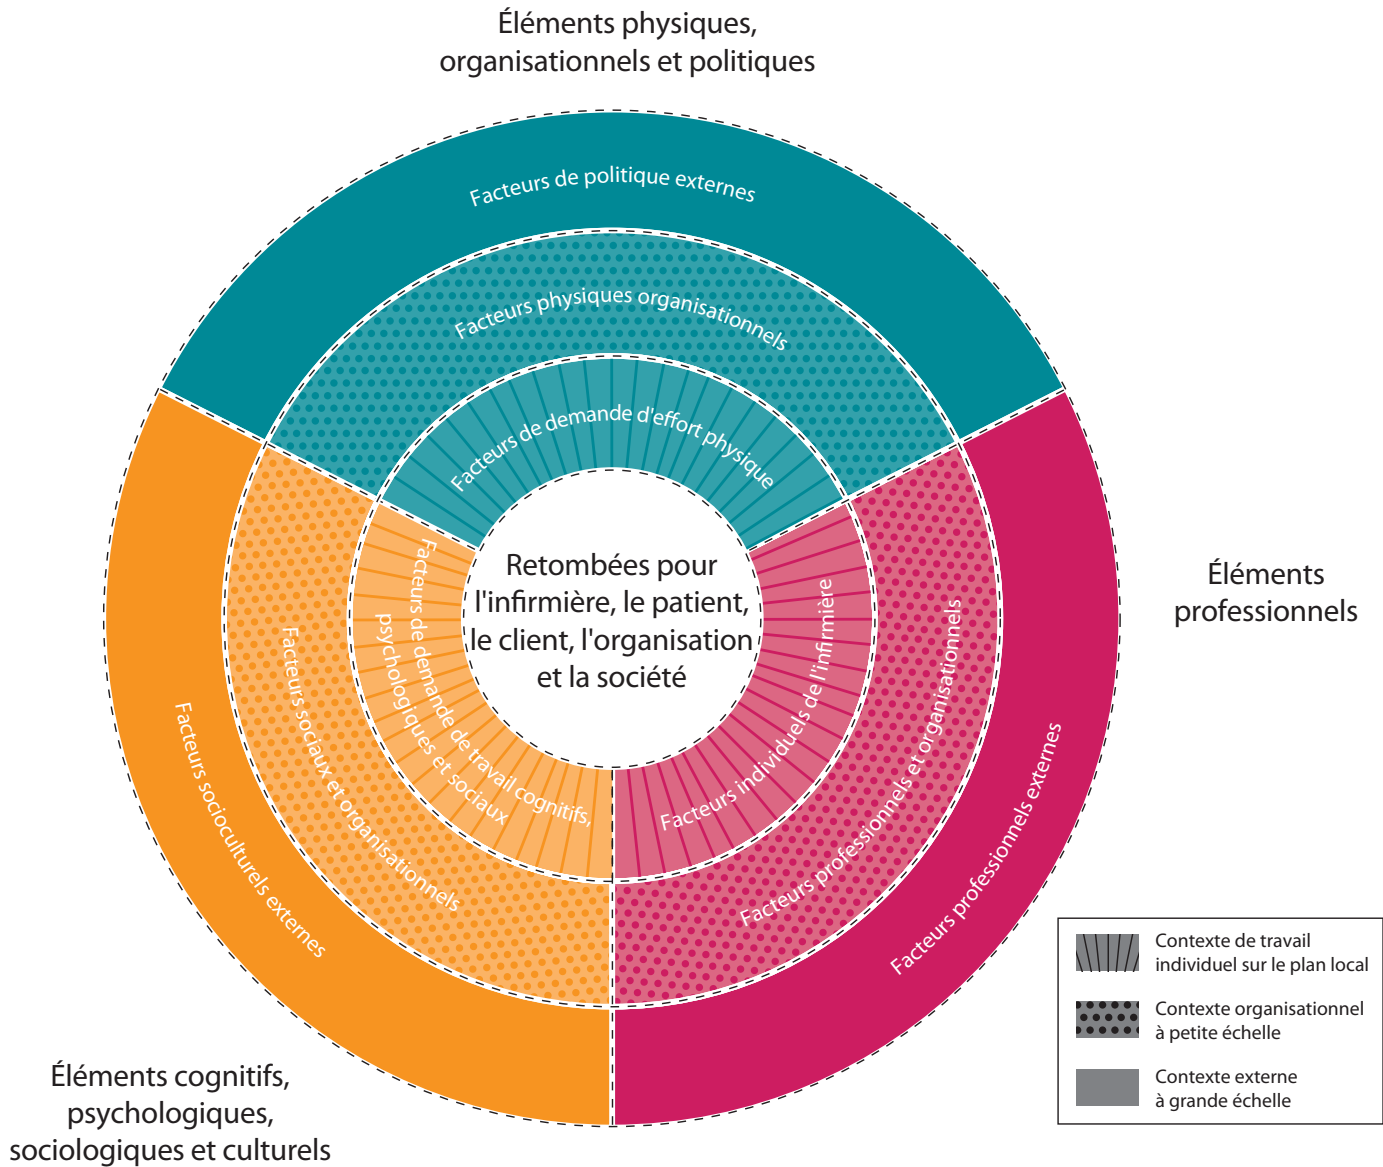 Éléments physiques,
organisationnels et politiques
Facteurs de politique externes
Facteurs physiques organisationnels
Facteurs de demande d'effort physique
Retombées pour
l'infirmière, le patient,
le client, l'organisation
et la société
Éléments
professionnels
Facteurs individuels de l'infirmière
Facteurs professionnels et organisationnels
Facteurs professionnels externes
Facteurs de demande de travail cognitifs,
psychologiques et sociaux
Facteurs sociaux et organisationnels
Facteurs socioculturels externes
Éléments cognitifs,
psychologiques,
sociologiques et culturels
Contexte de travail
individuel sur le plan local
Contexte organisationnel
à petite échelle
Contexte externe
à grande échelle